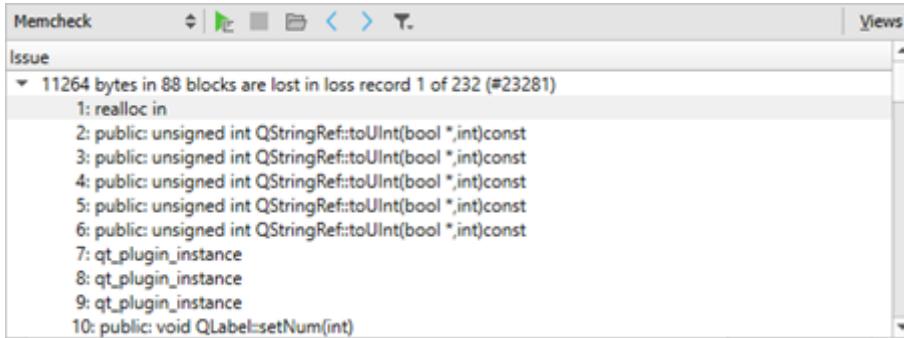 Memcheck Views
Issue
11264 bytes in 88 blocks are lost in loss record 1 of 232 (#23281)
1: realloc in
2: public: unsigned int QStringRef::toUInt(bool *,int)const
3: public: unsigned int QStringRef::toUInt(bool *,int)const
4: public: unsigned int QStringRef::toUInt(bool *,int)const
5: public: unsigned int QStringRef::toUInt(bool *,int)const
6: public: unsigned int QStringRef::toUInt(bool *,int)const
7: qt_plugin_instance
8: qt_plugin_instance
9: qt_plugin_instance
10: public: void QLabel::setNum(int)